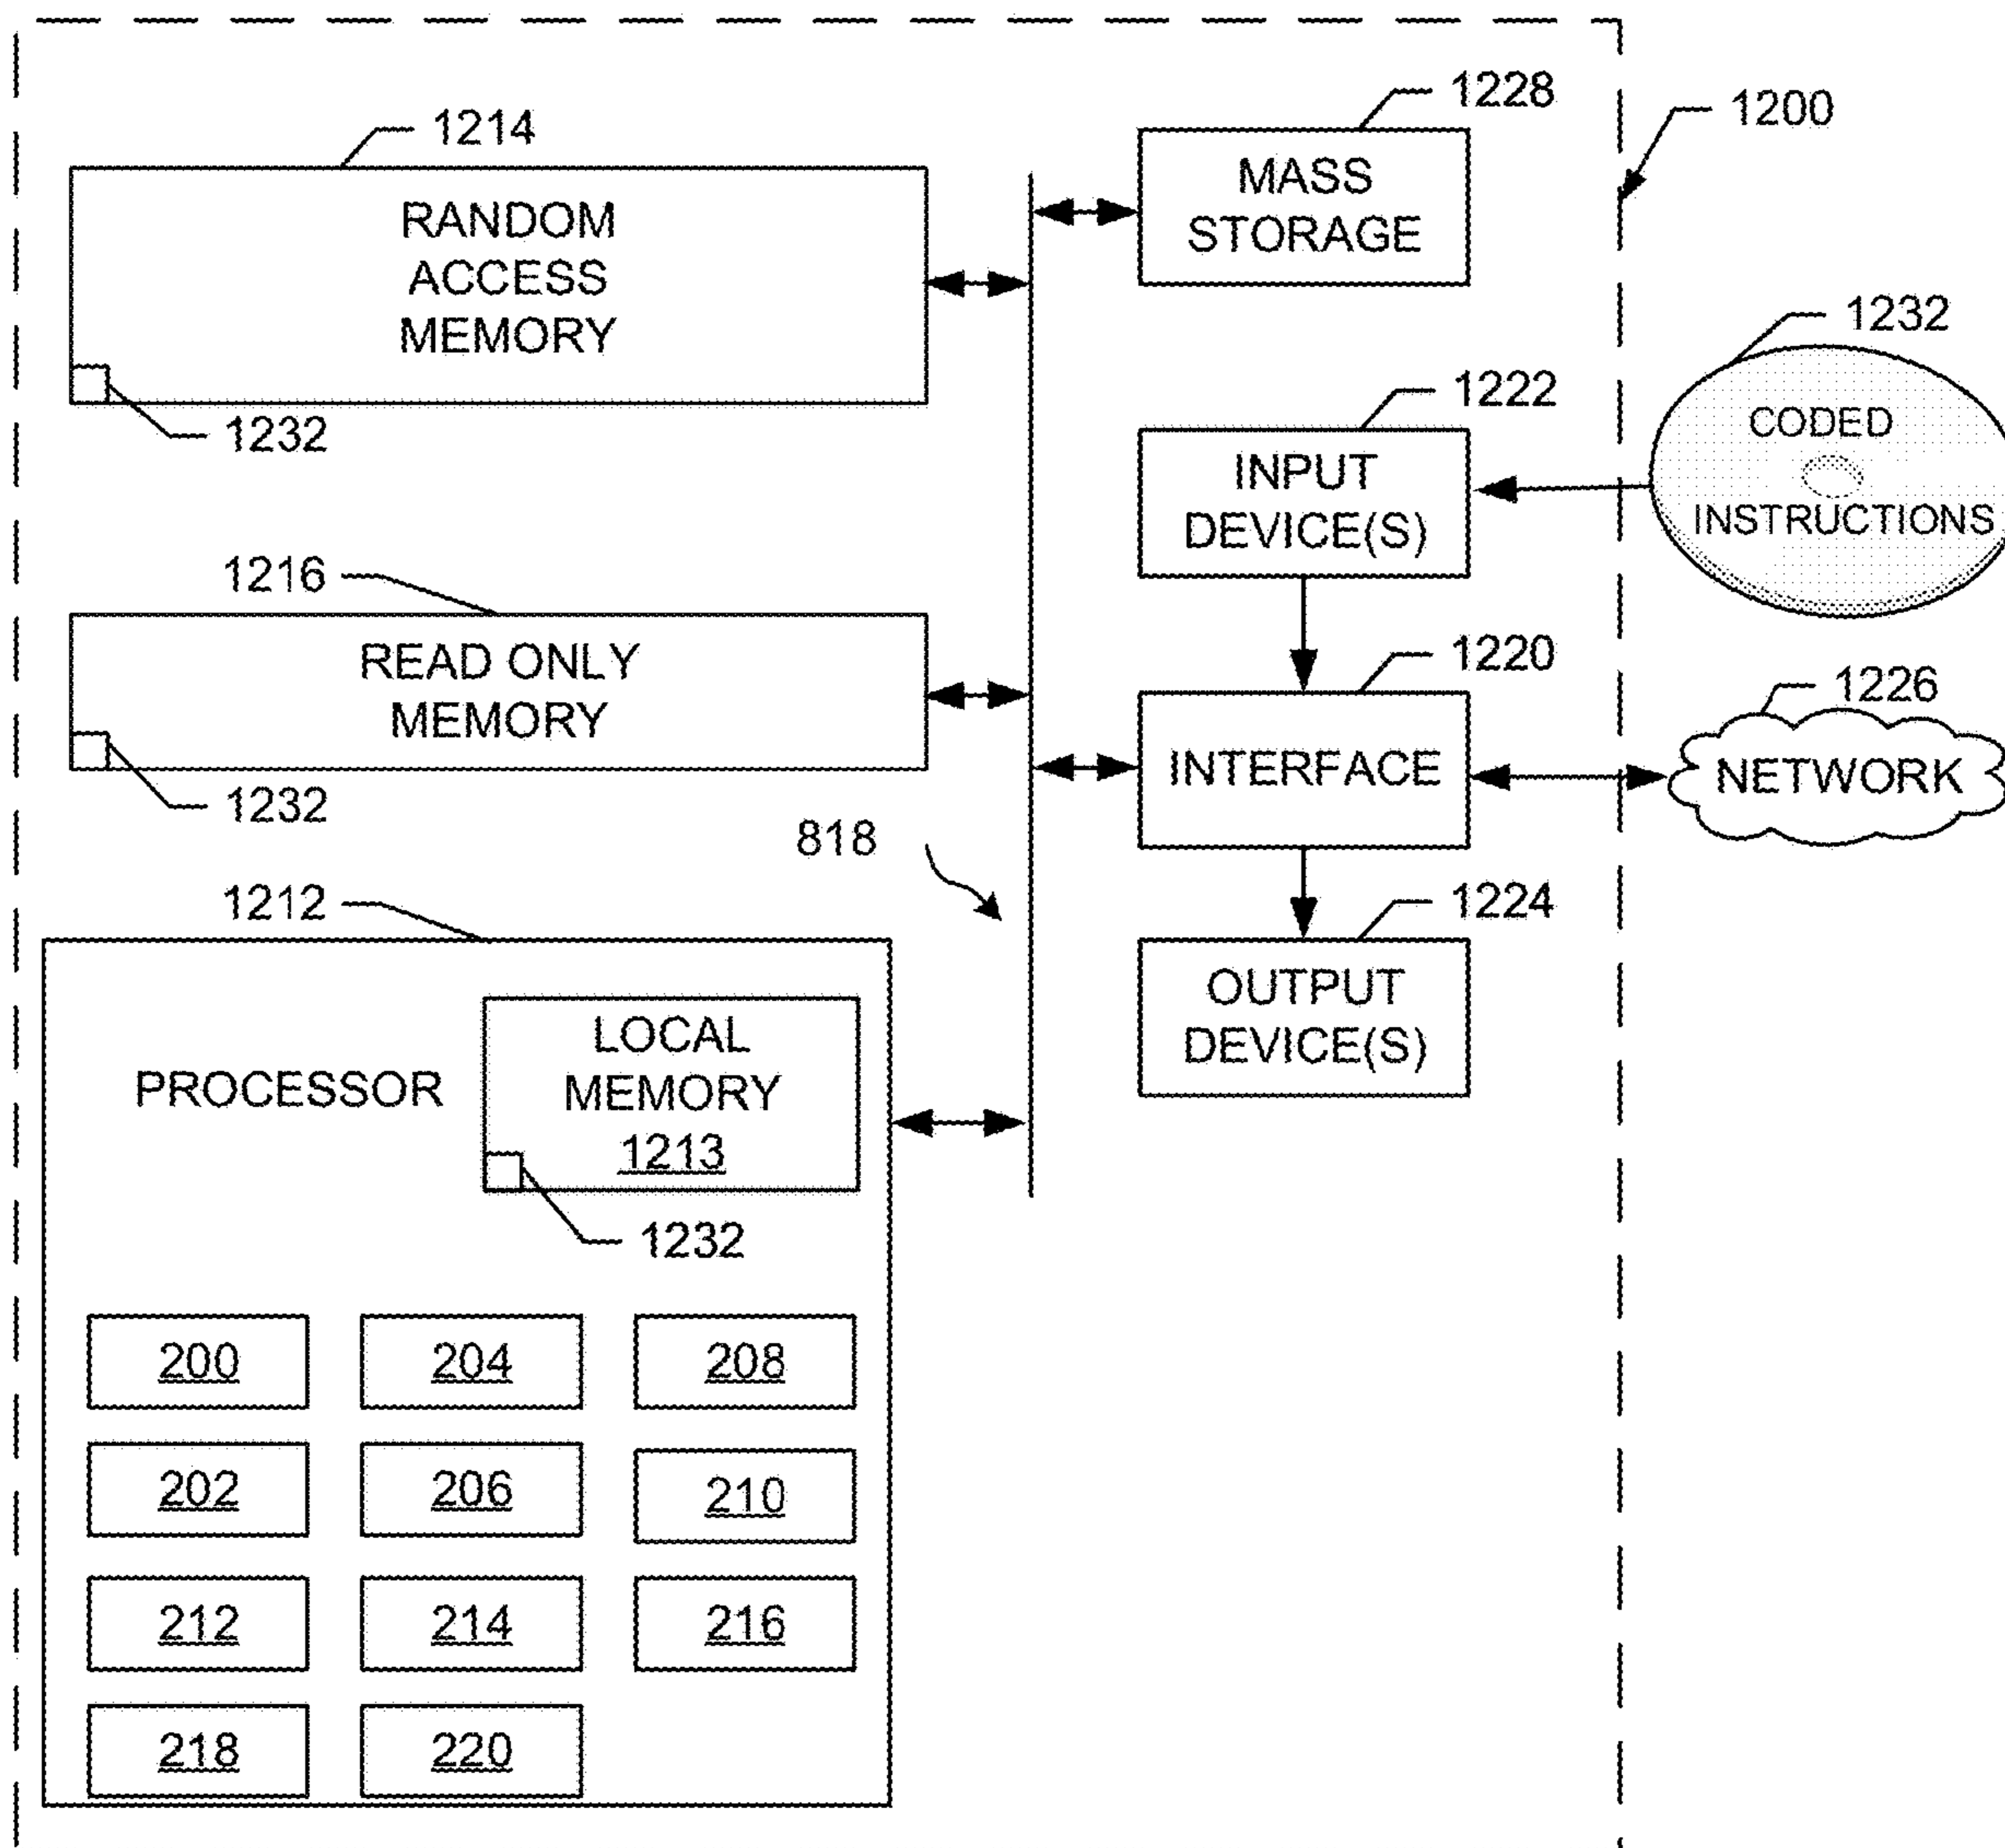 1228
1200
1214
MASS
STORAGE
RANDOM
ACCESS
MEMORY
1232
1232
1222
CODED
INSTRUCTIONS
INPUT
DEVICE(S)
1216
1220
READ ONLY
MEMORY
1226
INTERFACE
NETWORK
1232
818
1212
1224
OUTPUT
DEVICE(S)
PROCESSOR
LOCAL
MEMORY
1213
1232
200 204 208
202 206 210
212 214 216
218 220